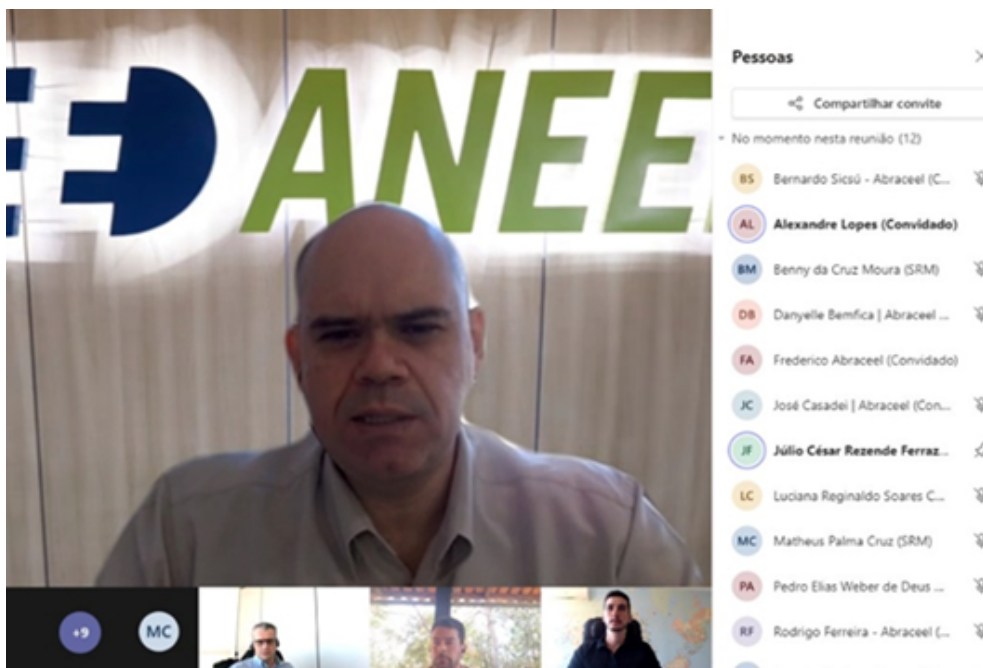 ANEE
+9
MC
Pessoas
Compartilhar convite
No momento nesta reunião (12)
BS Bernardo Sicsú - Abraceel (C...
AL Alexandre Lopes (Convidado)
BM Benny da Cruz Moura (SRM)
DB Danyelle Bemfica | Abraceel ...
FA Frederico Abraceel (Convidado)
JC José Casadei | Abraceel (Con...
JF Júlio César Rezende Ferraz...
LC Luciana Reginaldo Soares C...
MC Matheus Palma Cruz (SRM)
PA Pedro Elias Weber de Deus ...
RF Rodrigo Ferreira - Abraceel (...